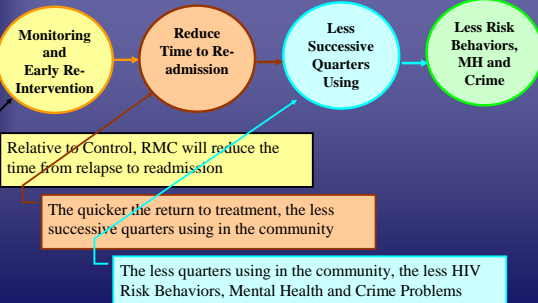 Monitoring
and
Early Re-
Intervention
Reduce
Time to Re-
admission
Less
Successive
Quarters
Using
Less Risk
Behaviors,
MH and
Crime
Relative to Control, RMC will reduce the
time from relapse to readmission
The quicker the return to treatment, the less
successive quarters using in the community
The less quarters using in the community, the less HIV
Risk Behaviors, Mental Health and Crime Problems